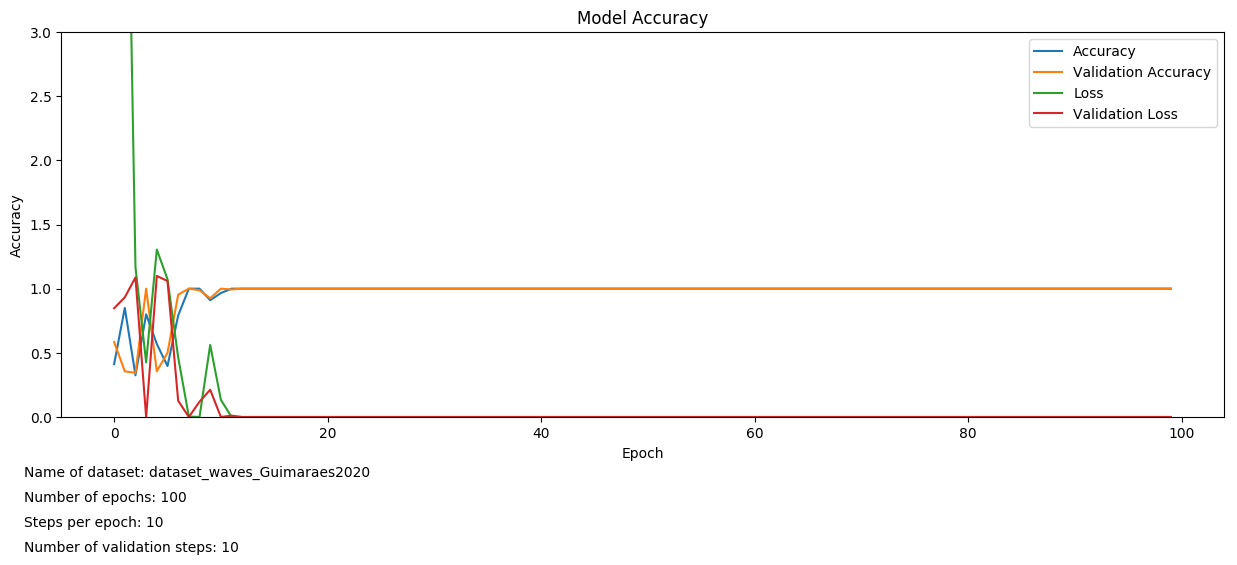 Model Accuracy
3.0
2.5
2.0
1.5
1.0
0.5
0.0
Accuracy
Accuracy
Validation Accuracy
Loss
Validation Loss
0 20 40 60 80 100
Epoch
Name of dataset: dataset_waves_Guimaraes2020
Number of epochs: 100
Steps per epoch: 10
Number of validation steps: 10